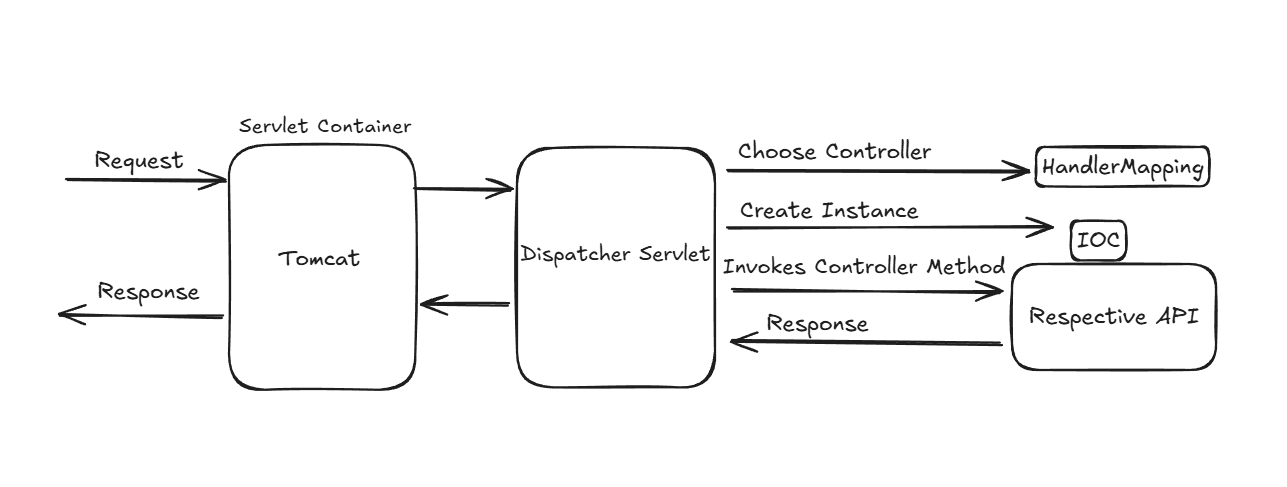 Servlet Container
Request
Tomcat
Response
Dispatcher Servlet
Choose Controller
HandlerMapping
Create Instance
IOC
Invokes Controller Method
Respective API
Response